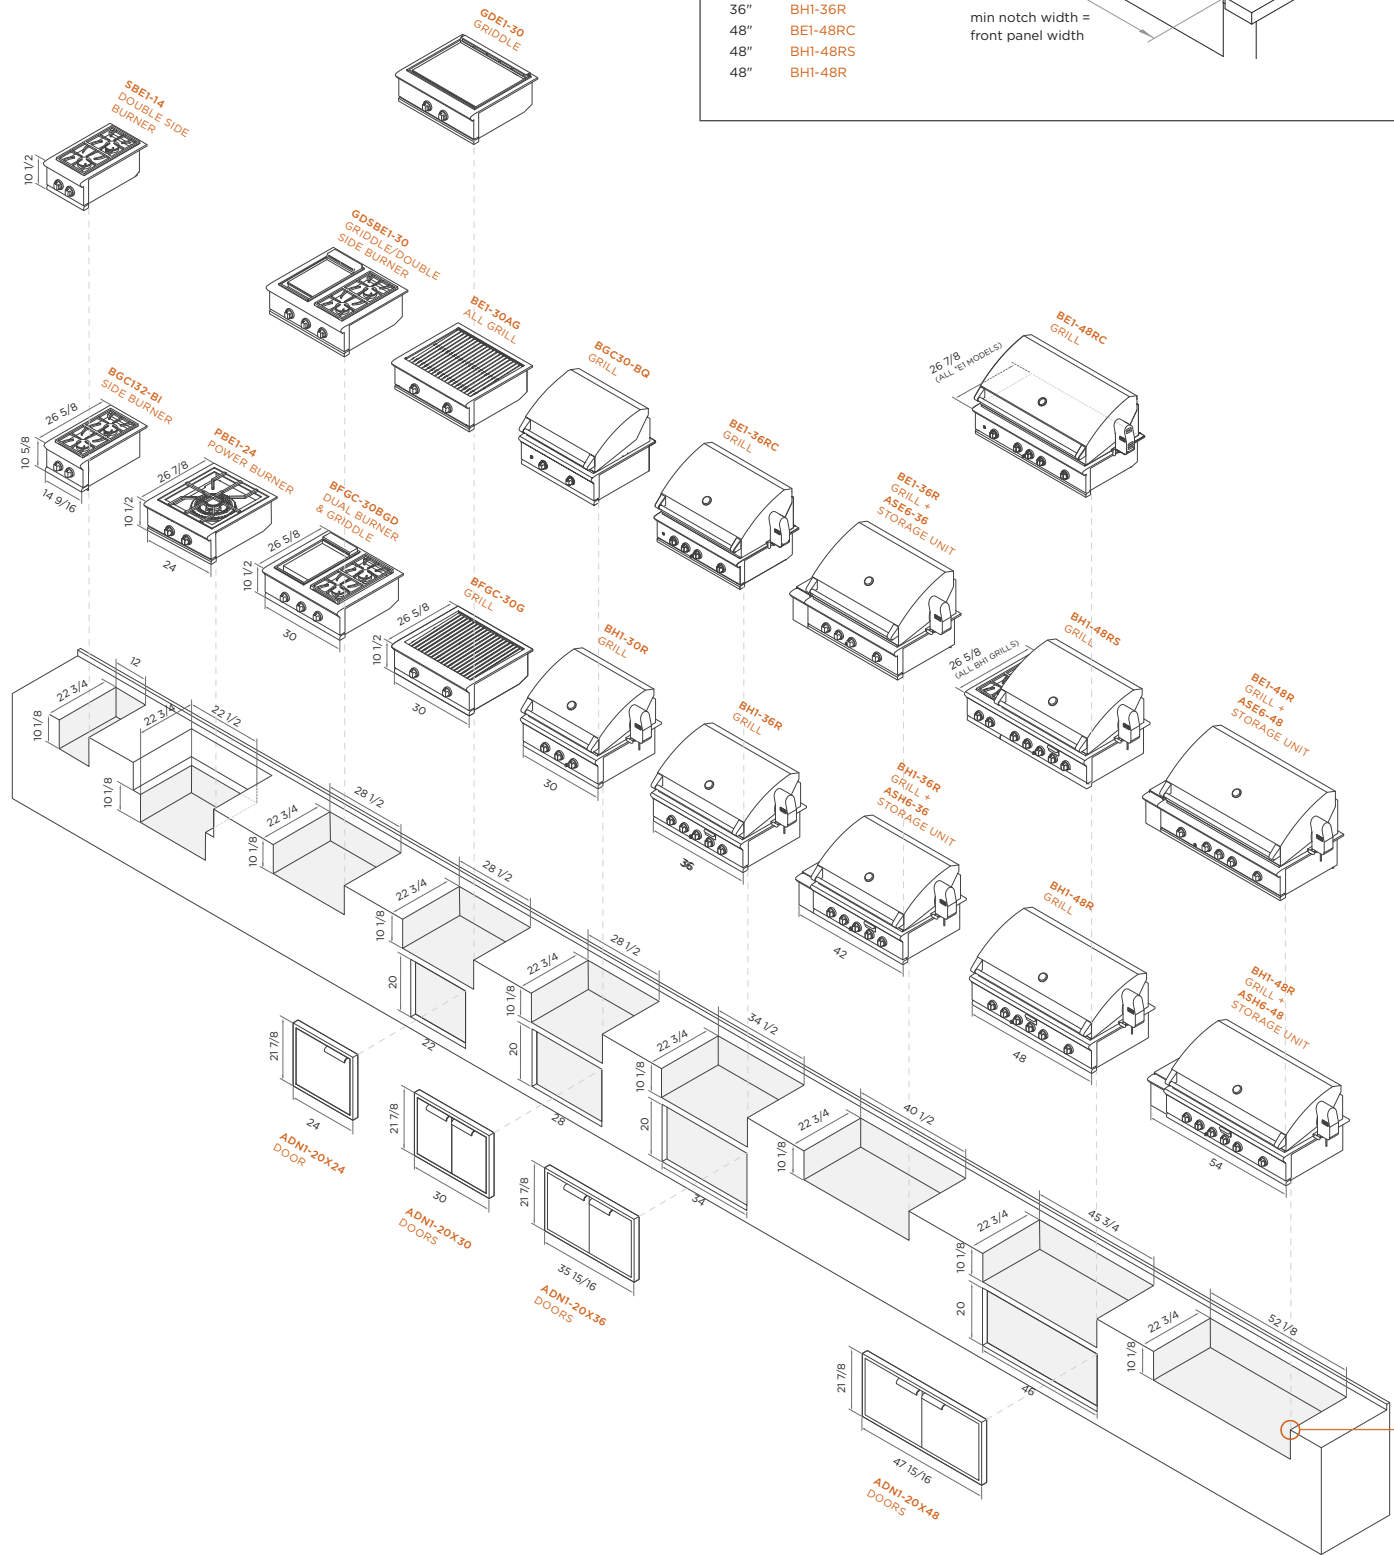 36" BH1-36R
48" BE1-48RC
48" BH1-48RS
48" BH1-48R
min notch width =
front panel width
GDE1-30
GRIDDLE
SBE1-14
DOUBLE SIDE
BURNER
10 1/2
GDSBE1-30
GRIDDLE/DOUBLE
SIDE BURNER
BE1-30AG
ALL GRILL
BGC30-BQ
GRILL
BE1-48RC
GRILL
26 7/8
(ALL *E1 MODELS)
BGC132-BI
SIDE BURNER
26 5/8
10 5/8
14 9/16
PBE1-24
POWER BURNER
26 7/8
10 1/2
24
BFGC-30BGD
DUAL BURNER
& GRIDDLE
26 5/8
10 1/2
30
BE1-36RC
GRILL
BE1-36R
GRILL +
ASE6-36
STORAGE UNIT
BFGC-30G
GRILL
26 5/8
10 1/2
30
BH1-30R
GRILL
30
BH1-36R
GRILL
36
BH1-48RS
GRILL
26 5/8
(ALL BH1 GRILLS)
BE1-48R
GRILL +
ASE6-48
STORAGE UNIT
BH1-36R
GRILL +
ASH6-36
STORAGE UNIT
42
BH1-48R
GRILL
48
BH1-48R
GRILL +
ASH6-48
STORAGE UNIT
54
12
22 3/4
10 1/8
22 3/4
22 1/2
10 1/8
28 1/2
22 3/4
10 1/8
28 1/2
22 3/4
10 1/8
20
22
28 1/2
22 3/4
10 1/8
20
28
34 1/2
22 3/4
10 1/8
20
34
40 1/2
22 3/4
10 1/8
45 3/4
22 3/4
10 1/8
20
46
52 1/8
22 3/4
10 1/8
21 7/8
24
ADN1-20X24
DOOR
21 7/8
30
ADN1-20X30
DOORS
21 7/8
35 15/16
ADN1-20X36
DOORS
21 7/8
47 15/16
ADN1-20X48
DOORS